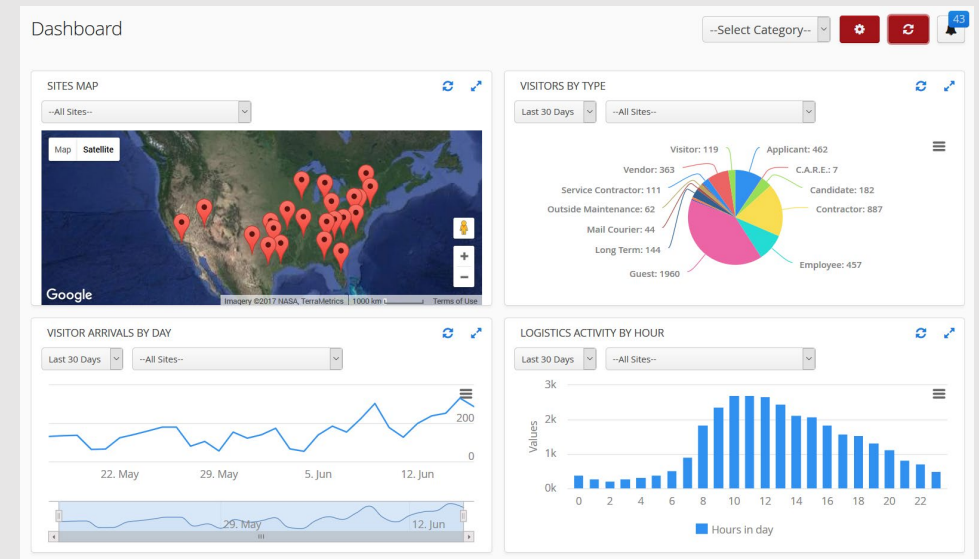 Dashboard
--Select Category--
43
SITES MAP
--All Sites--
Map Satellite
+
−
Google
Imagery ©2017 NASA, TerraMetrics 1000 km Terms of Use
VISITORS BY TYPE
Last 30 Days --All Sites--
Visitor: 119
Applicant: 462
Vendor: 363
C.A.R.E.: 7
Service Contractor: 111
Candidate: 182
Outside Maintenance: 62
Contractor: 887
Mail Courier: 44
Long Term: 144
Employee: 457
Guest: 1960
VISITOR ARRIVALS BY DAY
Last 30 Days --All Sites--
200
0
22. May 29. May 5. Jun 12. Jun
29. May 12. Jun
LOGISTICS ACTIVITY BY HOUR
Last 30 Days --All Sites--
3k
2k
Values
1k
0k
0 2 4 6 8 10 12 14 16 18 20 22
Hours in day